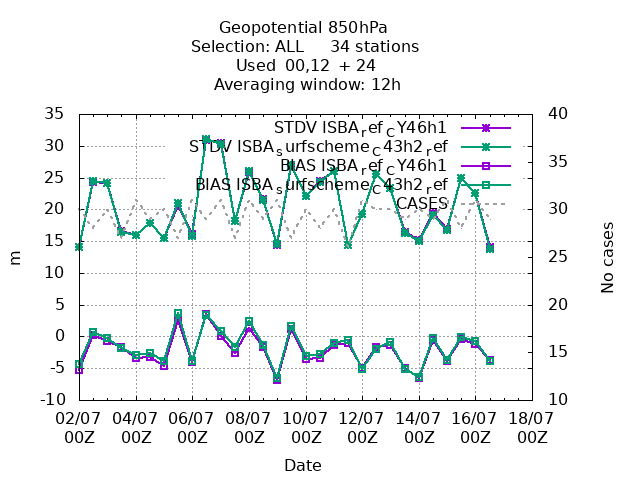 Geopotential 850hPa
Selection: ALL 34 stations
Used 00,12 + 24
Averaging window: 12h
35 40
STDV ISBA_ref_CY46h1
30
STDV ISBA_surfscheme_C43h2_ref
35
BIAS ISBA_ref_CY46h1
25
BIAS ISBA_surfscheme_C43h2_ref
CASES
20 30
15 25
10
5 20
0
15
-5
-10 10
02/07 04/07 06/07 08/07 10/07 12/07 14/07 16/07 18/07
00Z 00Z 00Z 00Z 00Z 00Z 00Z 00Z 00Z
Date
m
No cases